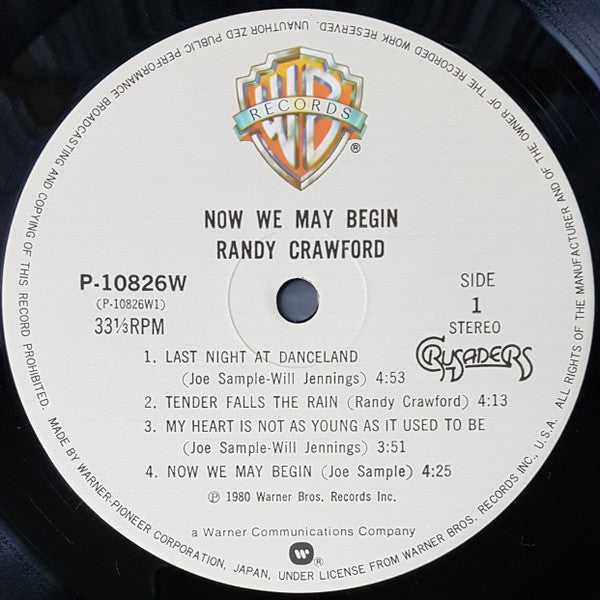 WB
RECORDS
®
NOW WE MAY BEGIN
RANDY CRAWFORD
P-10826W
(P-10826W1)
33⅓RPM
SIDE
1
STEREO
CRUSADERS
1. LAST NIGHT AT DANCELAND
(Joe Sample-Will Jennings) 4:53
2. TENDER FALLS THE RAIN (Randy Crawford) 4:13
3. MY HEART IS NOT AS YOUNG AS IT USED TO BE
(Joe Sample-Will Jennings) 3:51
4. NOW WE MAY BEGIN (Joe Sample) 4:25
℗ 1980 Warner Bros. Records Inc.
a Warner Communications Company
®
MADE BY WARNER-PIONEER CORPORATION, JAPAN, UNDER LICENSE FROM WARNER BROS. RECORDS INC., U.S.A. ALL RIGHTS OF THE MANUFACTURER AND OF THE OWNER OF THE RECORDED WORK RESERVED. UNAUTHORIZED PUBLIC PERFORMANCE BROADCASTING AND COPYING OF THIS RECORD PROHIBITED.